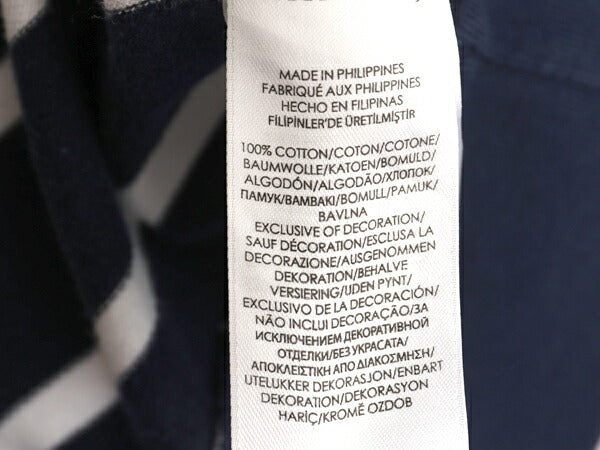 MADE IN PHILIPPINES
FABRIQUÉ AUX PHILIPPINES
HECHO EN FILIPINAS
FILIPINLER'DE ÜRETILMIŞTIR
100% COTTON/COTON/COTONE/
BAUMWOLLE/KATOEN/BOMULD/
ALGODÓN/ALGODÃO/ХЛОПОК/
ПАМУК/BAMBAKI/BOMULL/PAMUK/
BAVLNA
EXCLUSIVE OF DECORATION/
SAUF DÉCORATION/ESCLUSA LA
DECORAZIONE/AUSGENOMMEN
DEKORATION/BEHALVE
VERSIERING/UDEN PYNT/
EXCLUSIVO DE LA DECORACIÓN/
NÃO INCLUI DECORAÇÃO/ЗА
ИСКЛЮЧЕНИЕМ ДЕКОРАТИВНОЙ
ОТДЕЛКИ/БЕЗ УКРАСАТА/
ΑΠΟΚΛΕΙΣΤΙΚΗ ΑΠΟ ΔΙΑΚΟΣΜΗΣΗ/
UTELUKKER DEKORASJON/ENBART
DEKORATION/DEKORASYON
HARIÇ/KROMĚ OZDOB